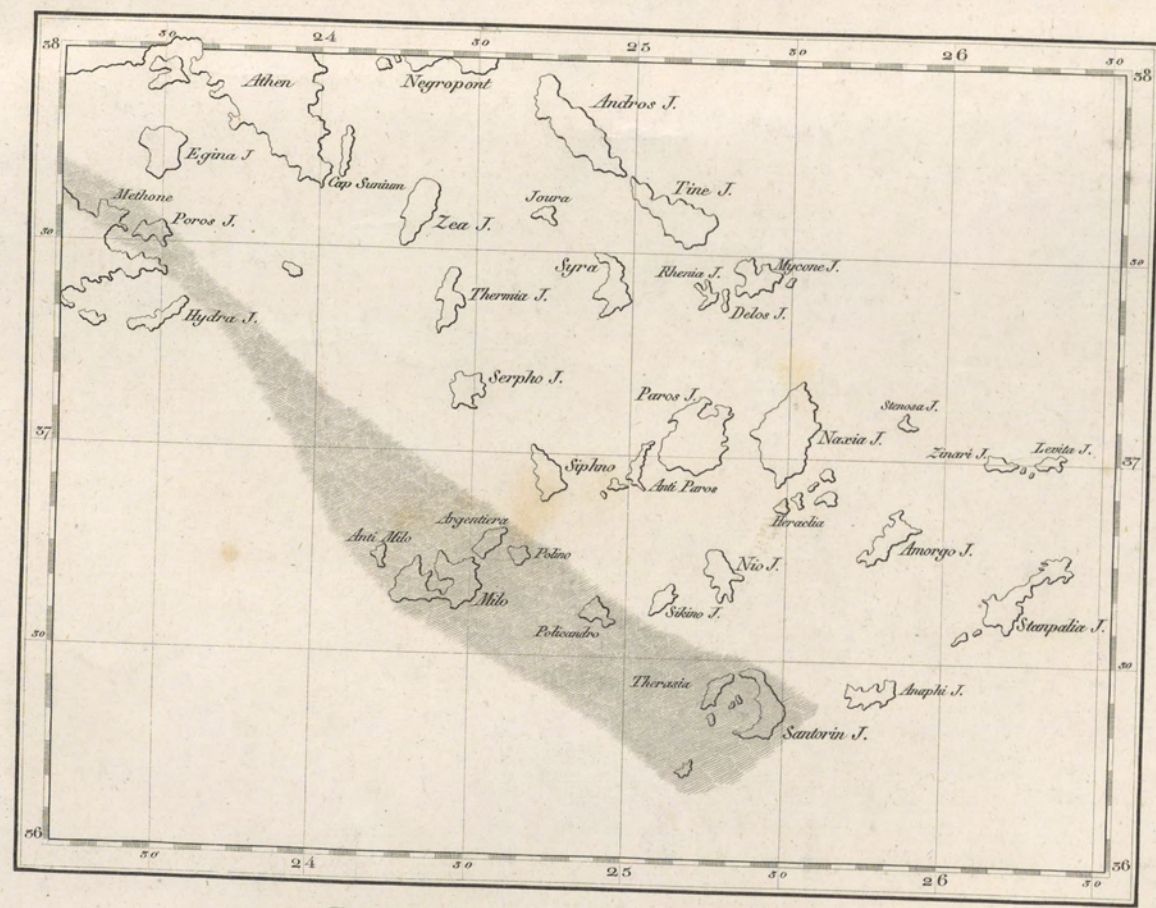 30 24 30 25 30 26 30
38 38
Athen
Negropont
Andros J.
Egina J
Cap Sunium
Methone
Poros J.
Zea J.
Joura
Tine J.
30 30
Syra
Rhenia J.
Mycone J.
Thermia J.
Delos J.
Hydra J.
Serpho J.
Paros J.
Stenosa J.
Naxia J.
37 37
Siphno
Anti Paros
Zinari J.
Levita J.
Heraclia
Argentiera
Anti Milo
Polino
Amorgo J.
Nio J.
Milo
Sikino J.
Policandro
Stanpalia J.
30 30
Therasia
Anaphi J.
Santorin J.
36 36
30 24 30 25 30 26 30